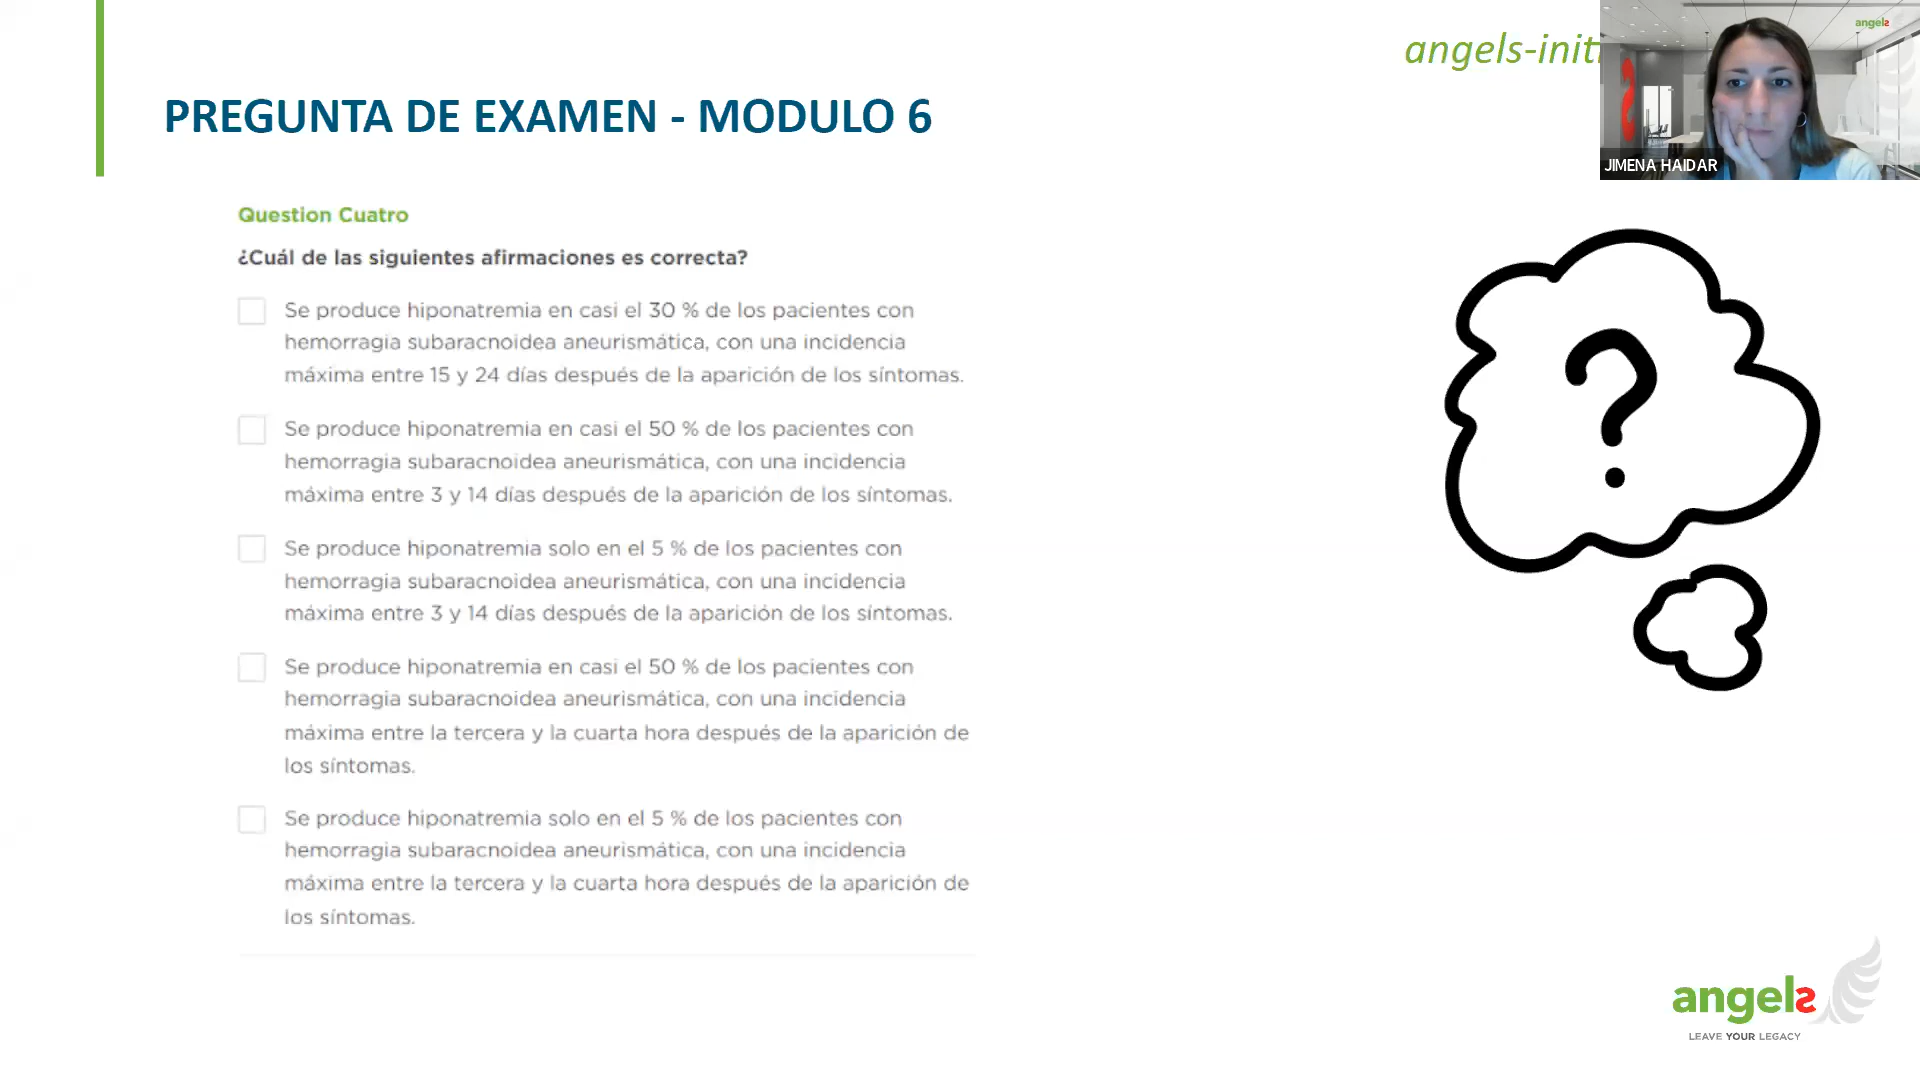 angels-initi
angels
JIMENA HAIDAR
PREGUNTA DE EXAMEN - MODULO 6
Question Cuatro
¿Cuál de las siguientes afirmaciones es correcta?
Se produce hiponatremia en casi el 30 % de los pacientes con
hemorragia subaracnoidea aneurismática, con una incidencia
máxima entre 15 y 24 días después de la aparición de los síntomas.
Se produce hiponatremia en casi el 50 % de los pacientes con
hemorragia subaracnoidea aneurismática, con una incidencia
máxima entre 3 y 14 días después de la aparición de los síntomas.
Se produce hiponatremia solo en el 5 % de los pacientes con
hemorragia subaracnoidea aneurismática, con una incidencia
máxima entre 3 y 14 días después de la aparición de los síntomas.
Se produce hiponatremia en casi el 50 % de los pacientes con
hemorragia subaracnoidea aneurismática, con una incidencia
máxima entre la tercera y la cuarta hora después de la aparición de
los síntomas.
Se produce hiponatremia solo en el 5 % de los pacientes con
hemorragia subaracnoidea aneurismática, con una incidencia
máxima entre la tercera y la cuarta hora después de la aparición de
los síntomas.
?
angels
LEAVE YOUR LEGACY